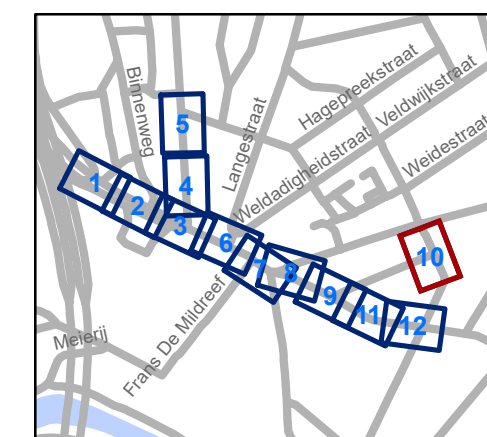 Binnenweg
Langestraat
Hagepreekstraat
Veldwijkstraat
Weldadigheidstraat
Weidestraat
5
4
1
2
3
6
7
8
9
10
11
12
Meierij
Frans De Mildreef